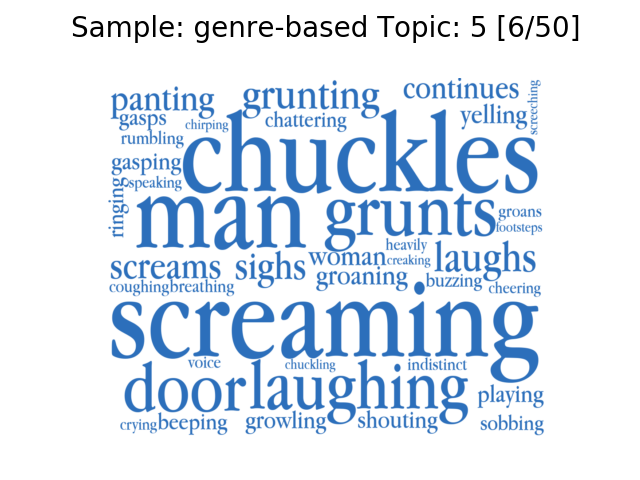 Sample: genre-based Topic: 5 [6/50]
panting grunting continues
gasps chirping chattering yelling screeching
rumbling
chuckles
gasping
speaking
ringing
man grunts groans
footsteps
heavily
screams sighs woman creaking laughs
groaning buzzing
coughing breathing cheering
screaming
voice chuckling indistinct
door laughing playing
crying beeping growling shouting sobbing